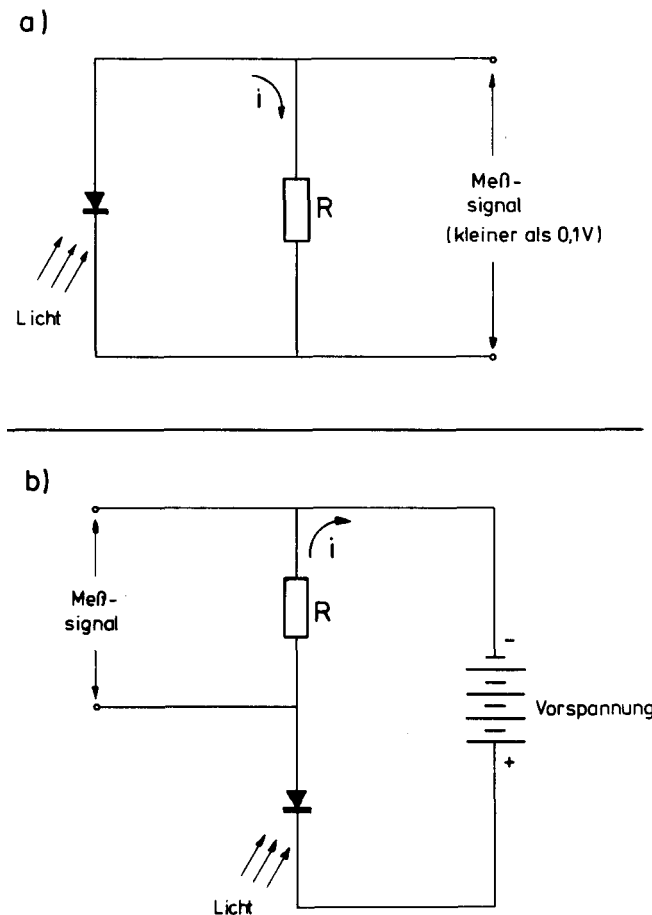 a)
i
R
Meß-
signal
(kleiner als 0,1V)
Licht
b)
i
R
Meß-
signal
-
Vorspannung
+
Licht